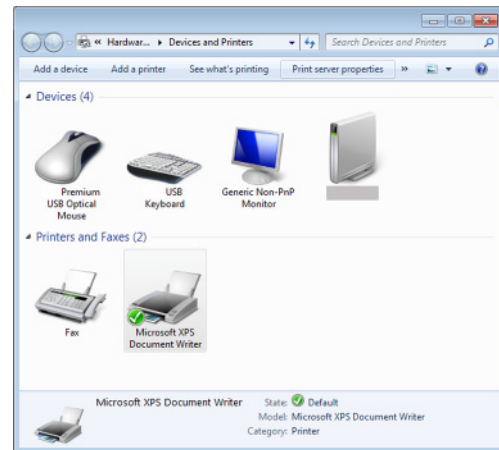 « Hardwar... ▸ Devices and Printers
Search Devices and Printers
Add a device Add a printer See what's printing Print server properties »
Devices (4)
Premium
USB Optical
Mouse
USB
Keyboard
Generic Non-PnP
Monitor
Printers and Faxes (2)
Fax
Microsoft XPS
Document Writer
Microsoft XPS Document Writer State: Default
Model: Microsoft XPS Document Writer
Category: Printer